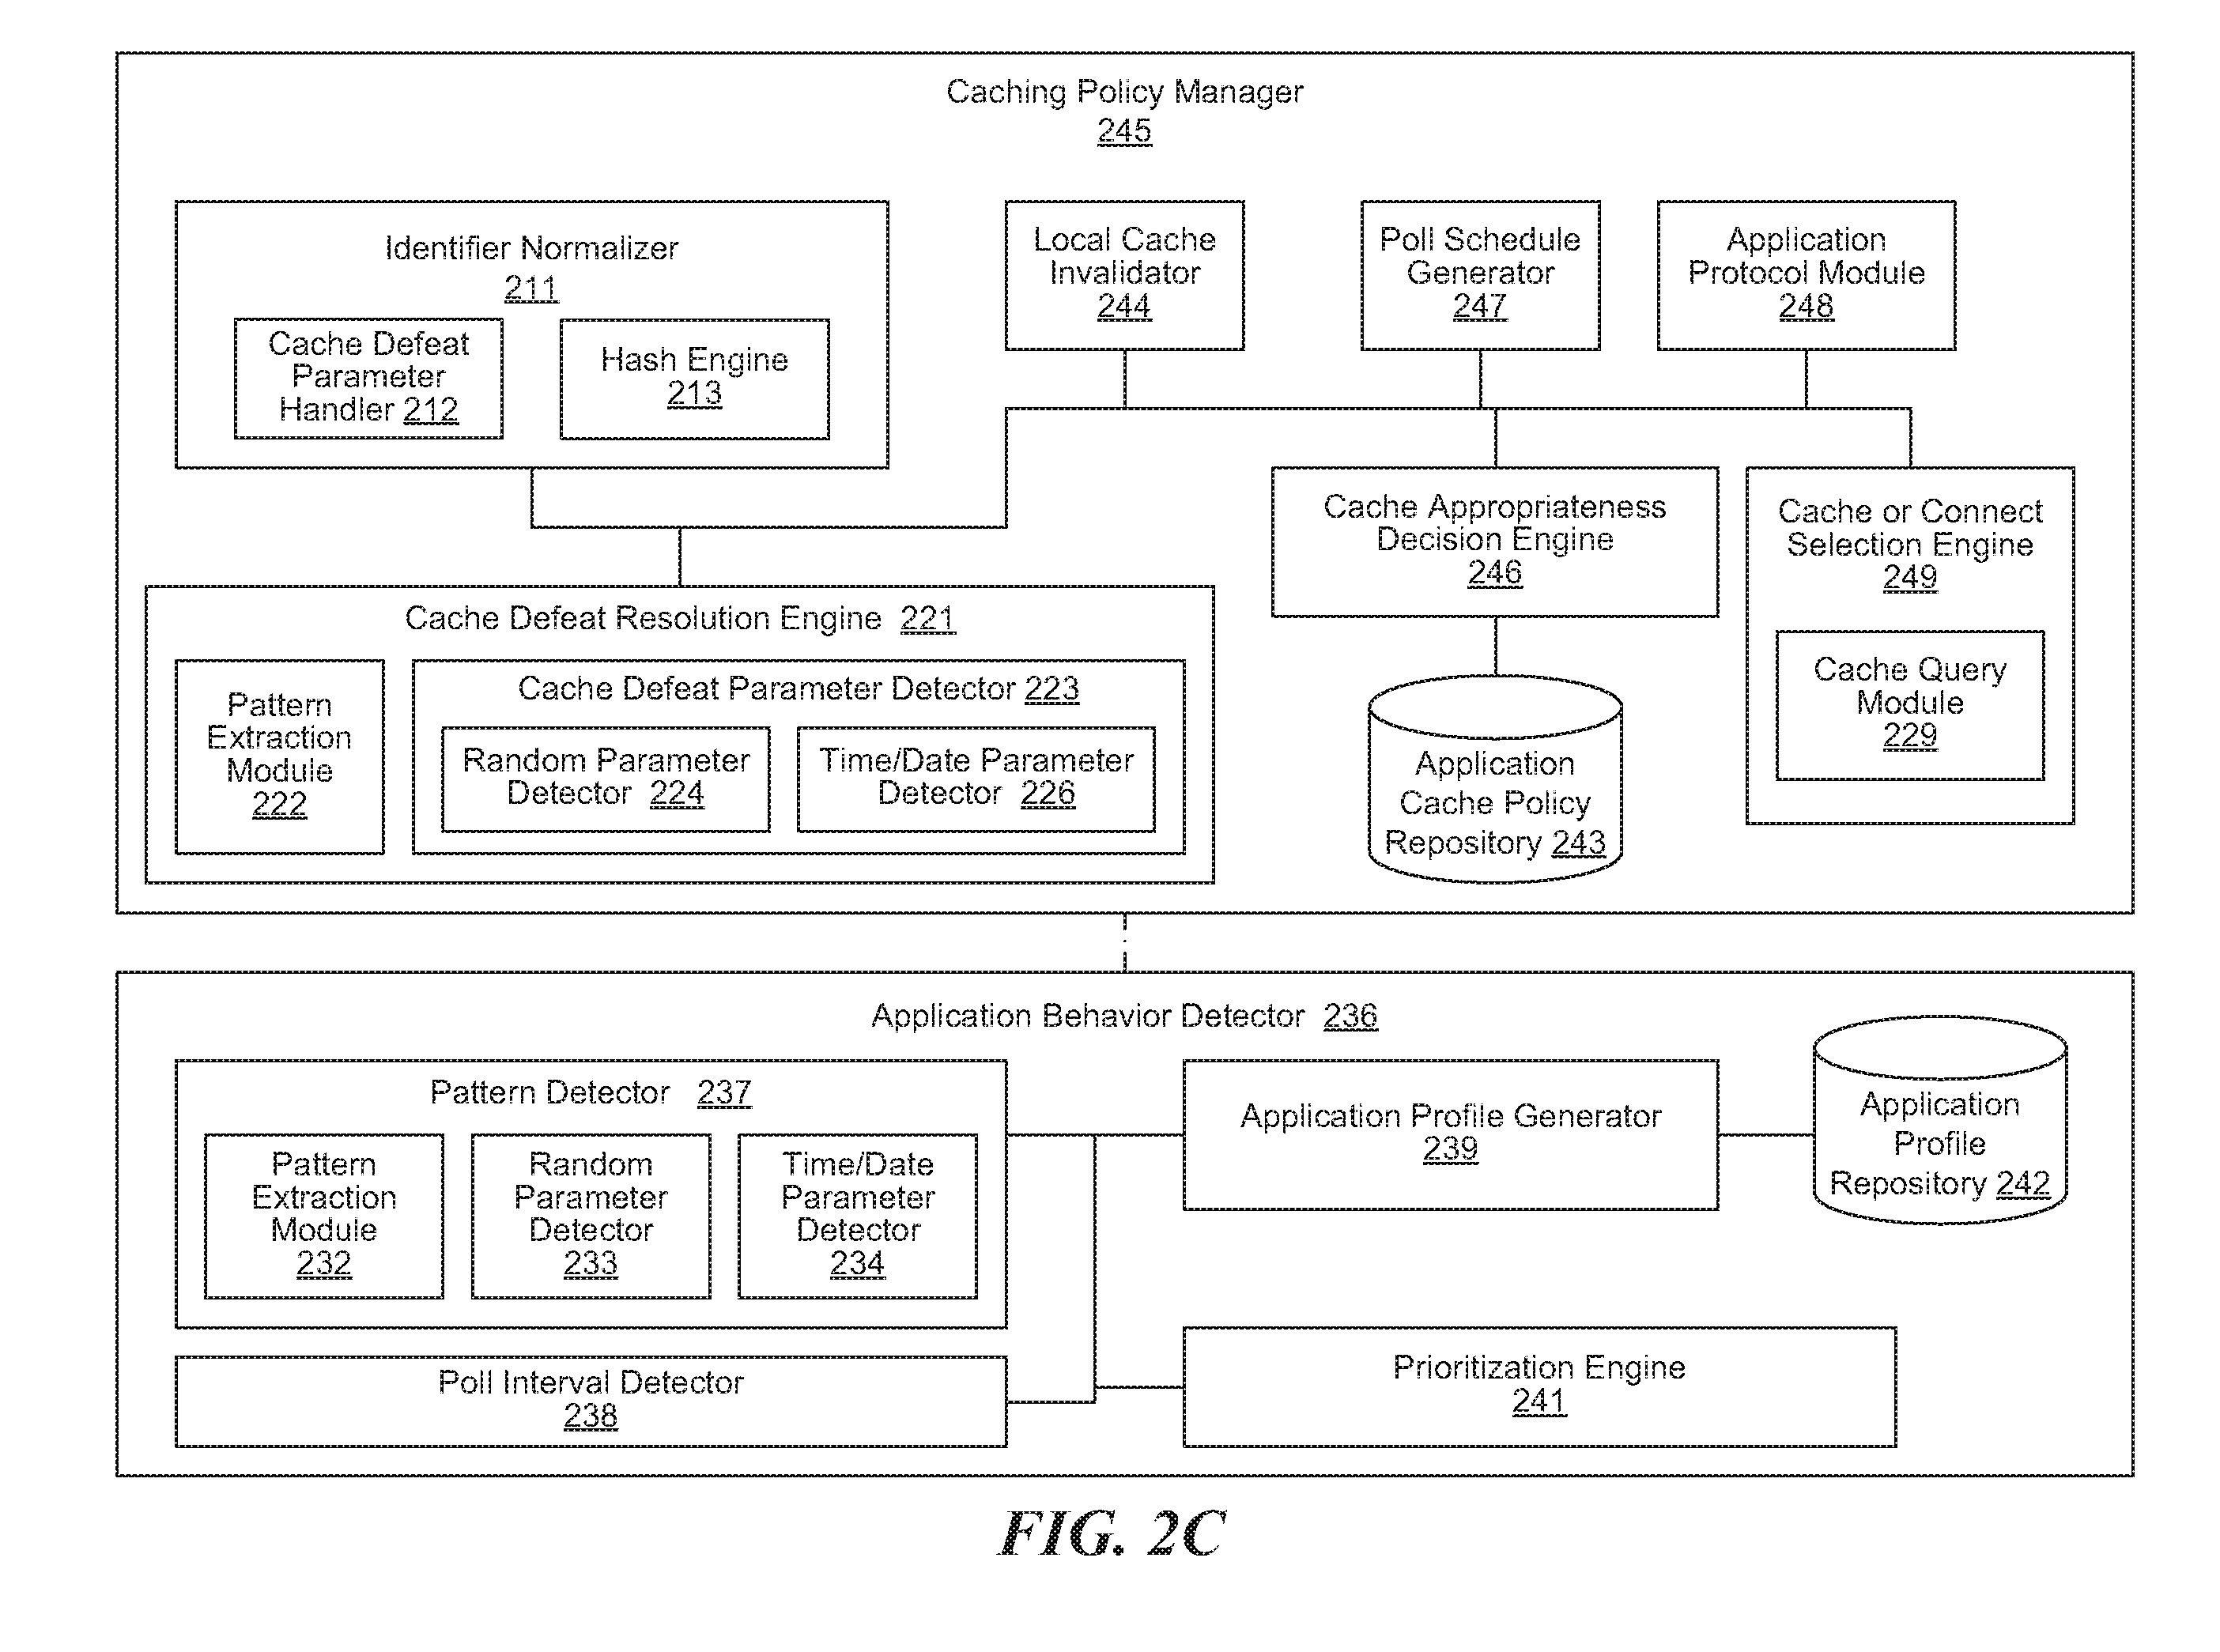 Caching Policy Manager
245
Identifier Normalizer
211
Cache Defeat
Parameter
Handler 212
Hash Engine
213
Local Cache
Invalidator
244
Poll Schedule
Generator
247
Application
Protocol Module
248
Cache Appropriateness
Decision Engine
246
Cache or Connect
Selection Engine
249
Cache Query
Module
229
Cache Defeat Resolution Engine 221
Pattern
Extraction
Module
222
Cache Defeat Parameter Detector 223
Random Parameter
Detector 224
Time/Date Parameter
Detector 226
Application
Cache Policy
Repository 243
Application Behavior Detector 236
Pattern Detector 237
Pattern
Extraction
Module
232
Random
Parameter
Detector
233
Time/Date
Parameter
Detector
234
Application Profile Generator
239
Application
Profile
Repository 242
Poll Interval Detector
238
Prioritization Engine
241
FIG. 2C